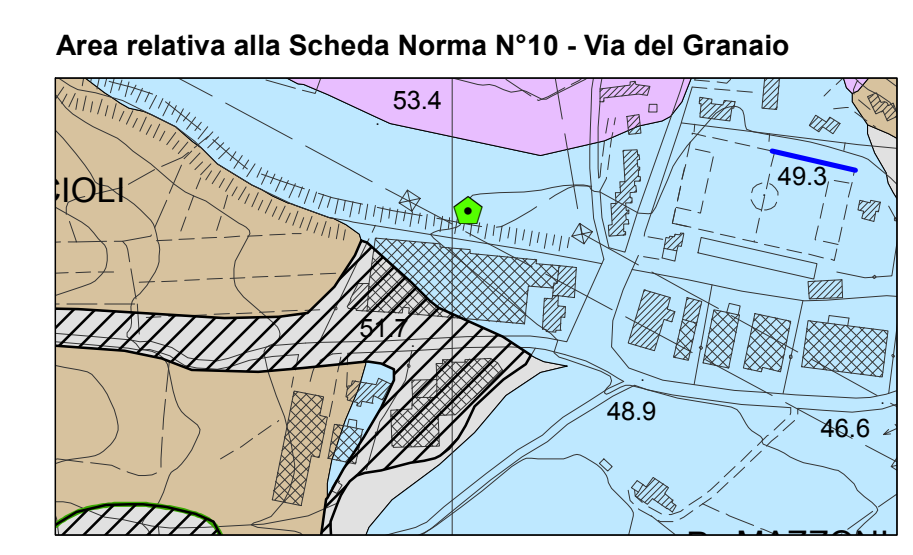 Area relativa alla Scheda Norma N°10 - Via del Granaio
53.4
49.3
CIOLI
51.7
48.9
46.6